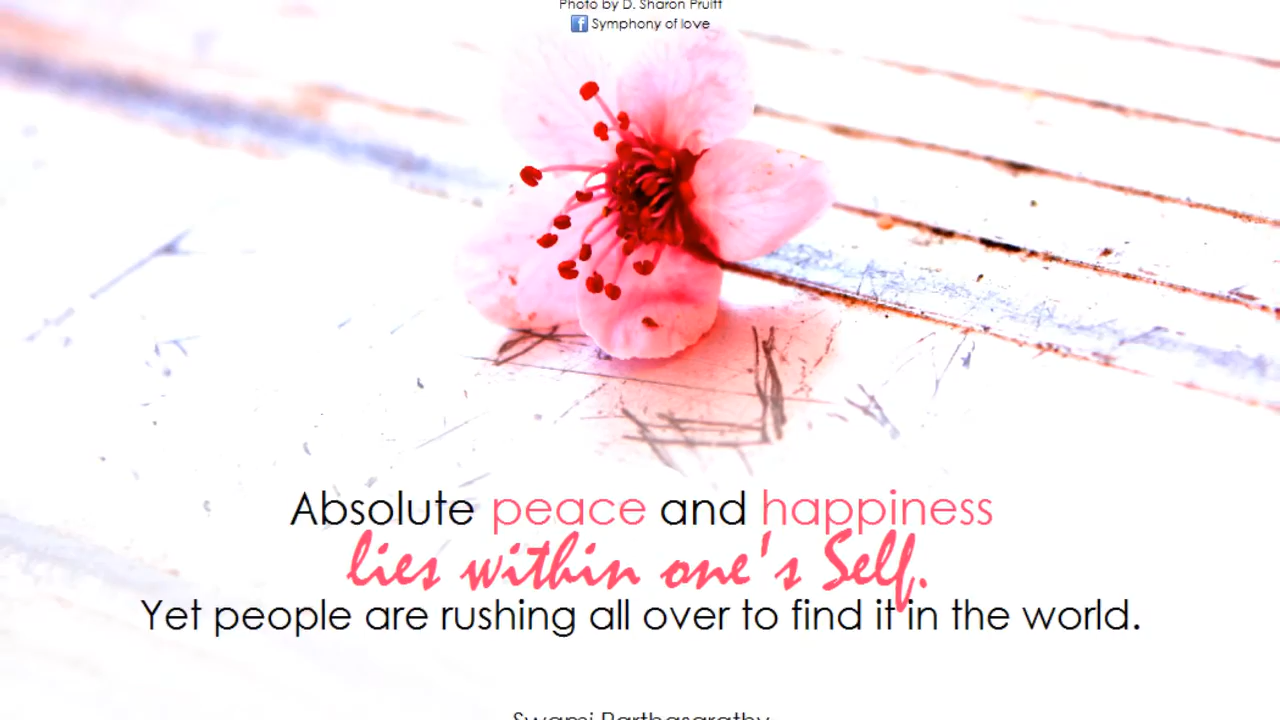 Photo by D. Sharon Pruitt
Symphony of love
Absolute peace and happiness
lies within one's Self.
Yet people are rushing all over to find it in the world.
Swami Parthasarathy